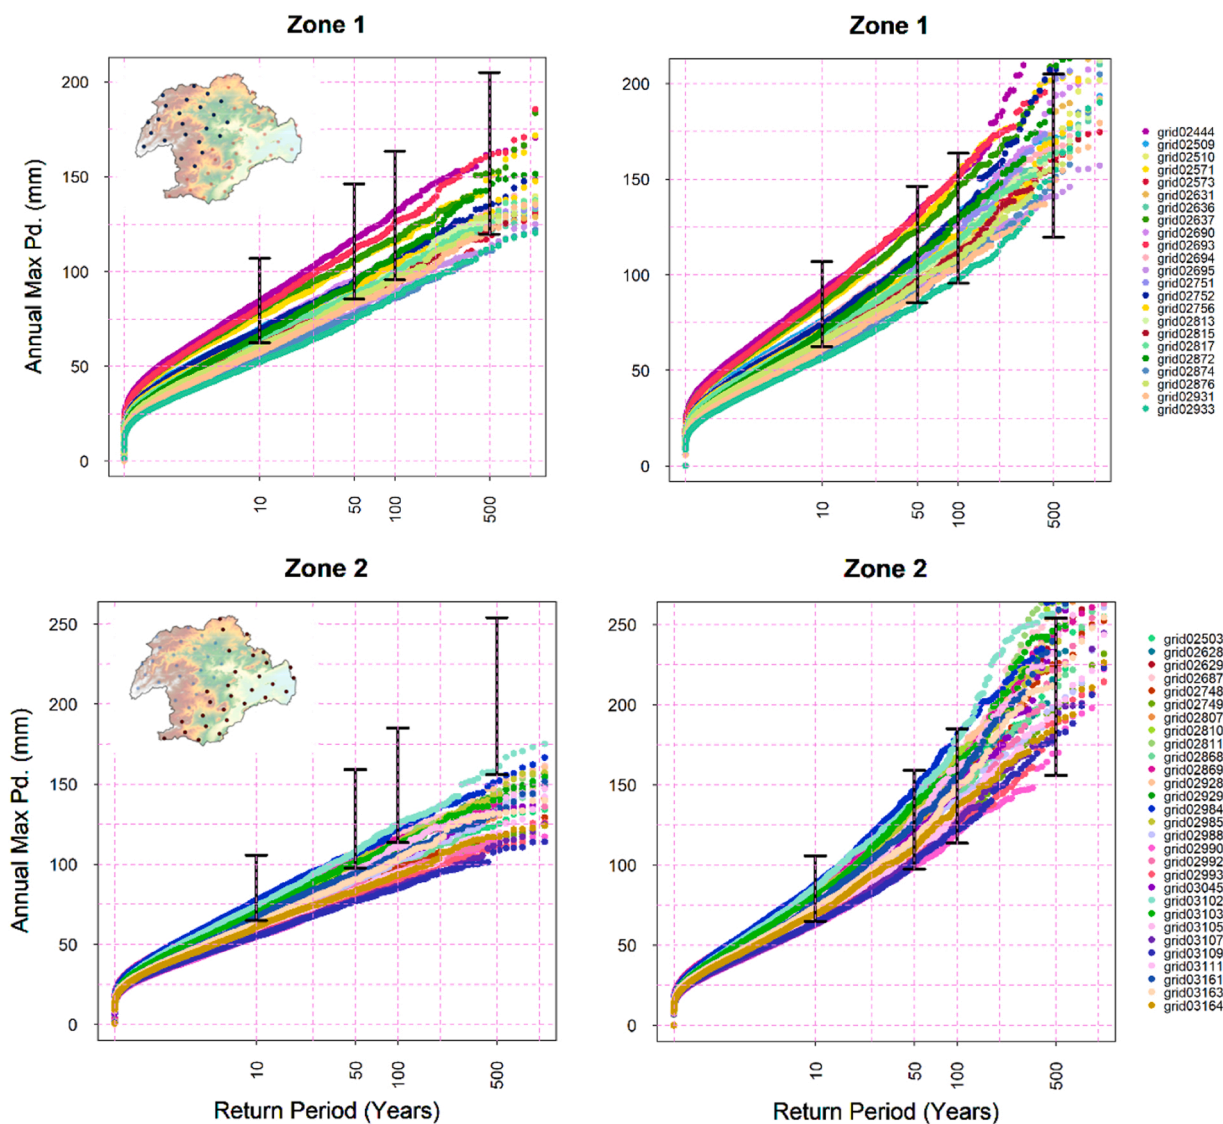 Zone 1
Annual Max Pd. (mm)
200
150
100
50
0
10
50
100
500
Zone 1
200
150
100
50
0
10
50
100
500
grid02444
grid02509
grid02510
grid02571
grid02573
grid02631
grid02636
grid02637
grid02690
grid02693
grid02694
grid02695
grid02751
grid02752
grid02756
grid02813
grid02815
grid02817
grid02872
grid02874
grid02876
grid02931
grid02933
Zone 2
Annual Max Pd. (mm)
250
200
150
100
50
0
10
50
100
500
Return Period (Years)
Zone 2
250
200
150
100
50
0
10
50
100
500
Return Period (Years)
grid02503
grid02628
grid02629
grid02687
grid02748
grid02749
grid02807
grid02810
grid02811
grid02868
grid02869
grid02928
grid02929
grid02984
grid02985
grid02988
grid02990
grid02992
grid02993
grid03045
grid03102
grid03103
grid03105
grid03107
grid03109
grid03111
grid03161
grid03163
grid03164